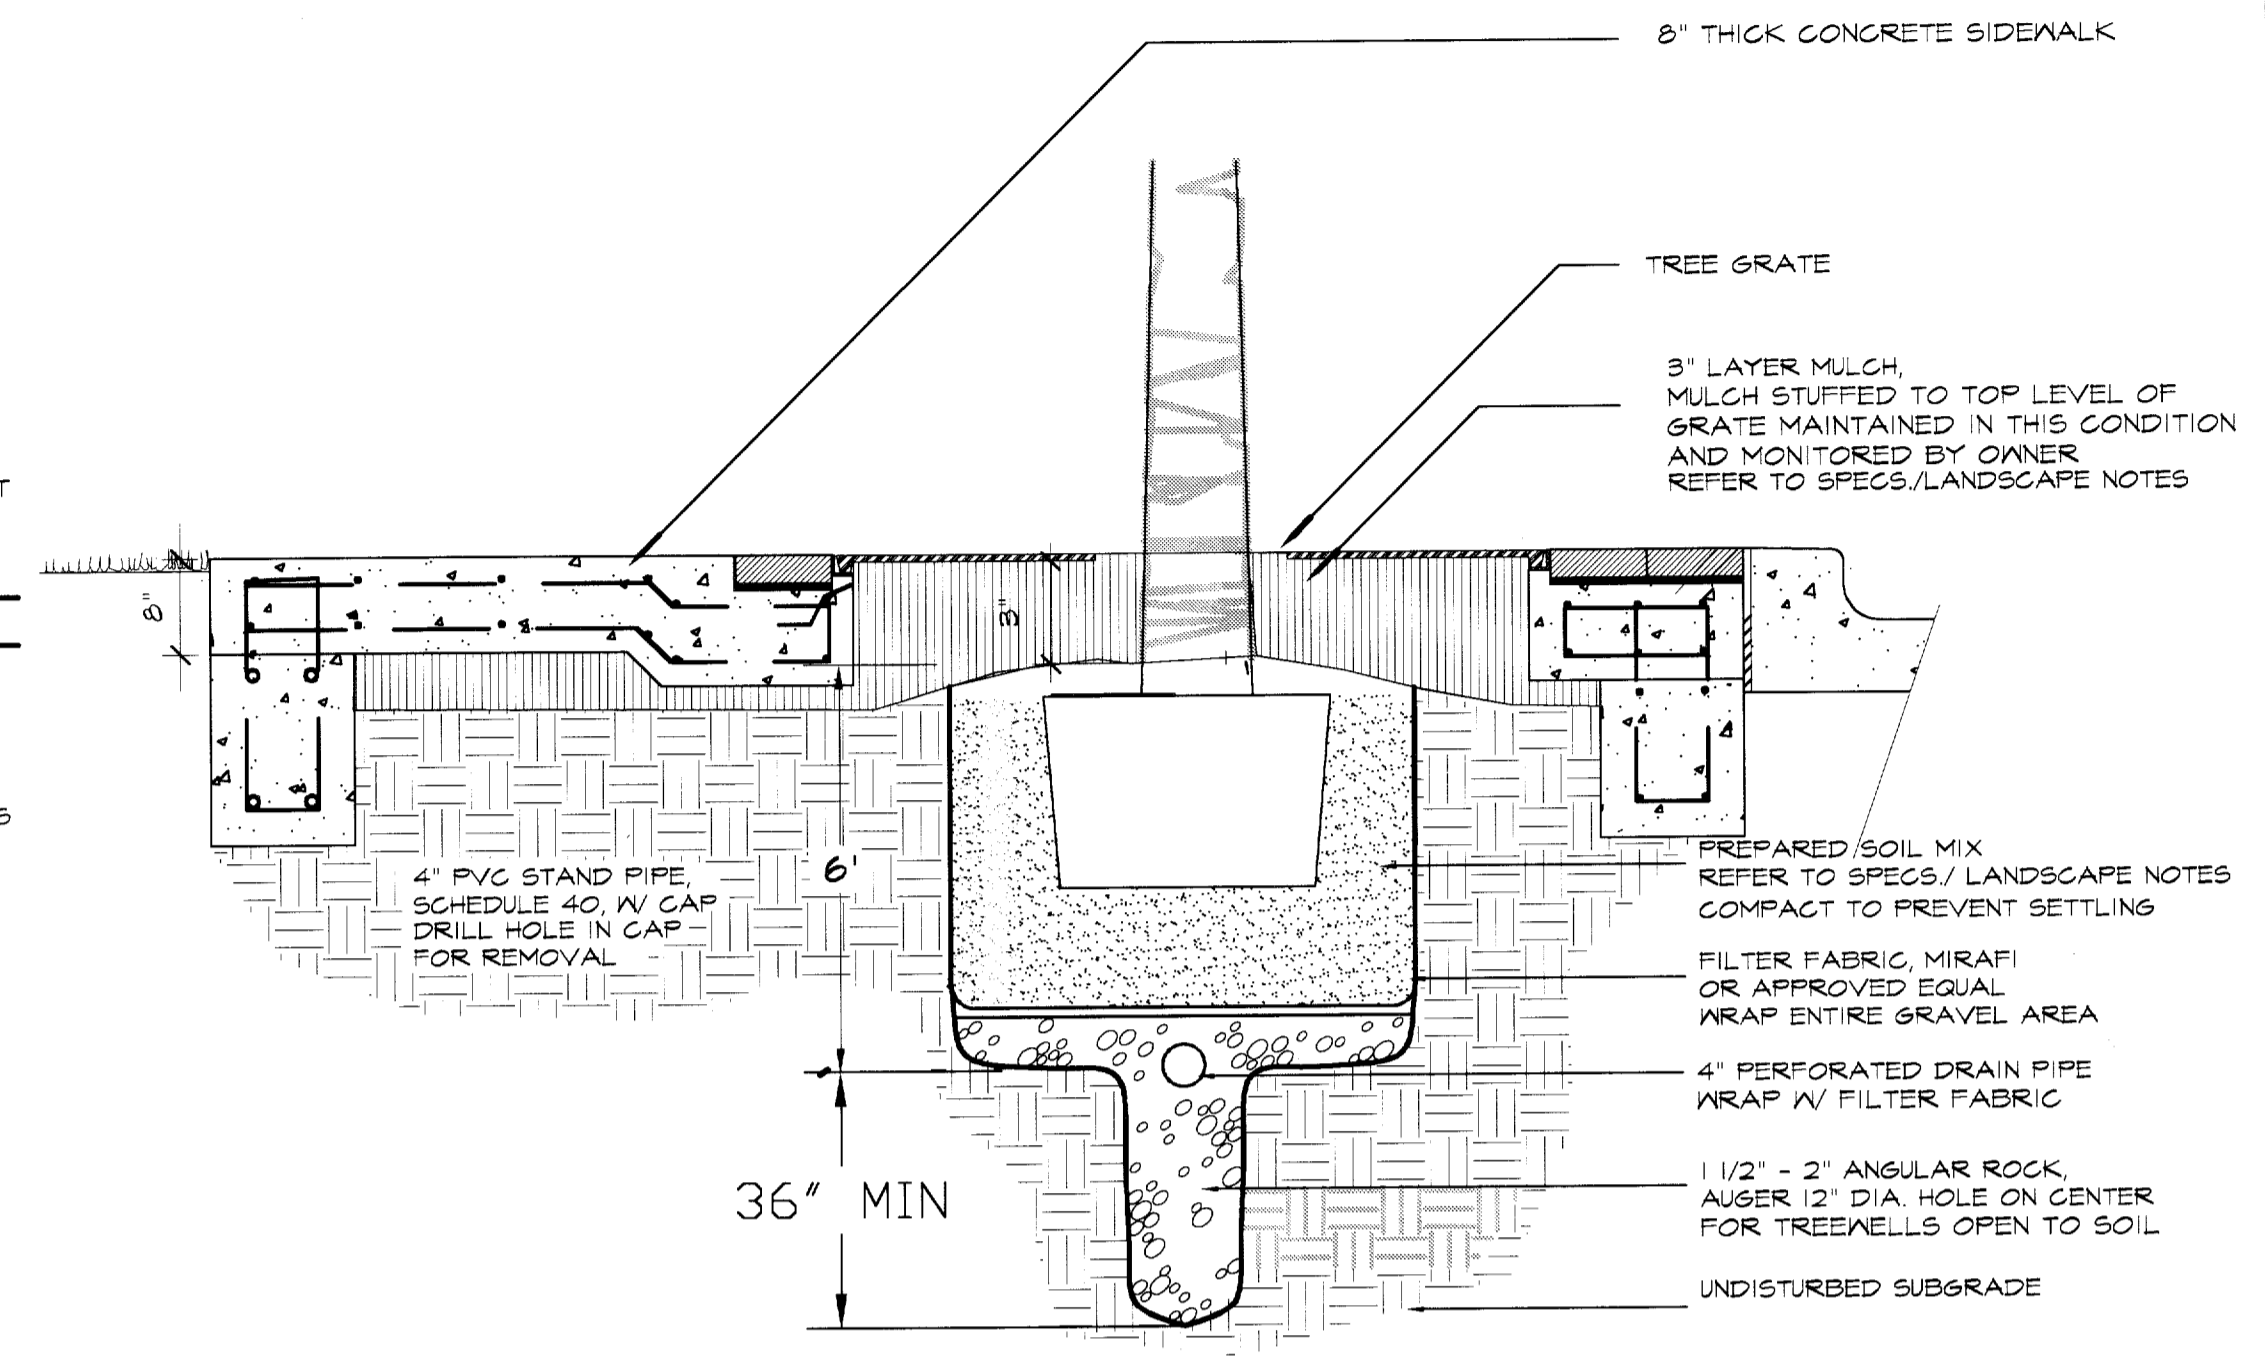 8" THICK CONCRETE SIDEWALK
TREE GRATE
3" LAYER MULCH,
MULCH STUFFED TO TOP LEVEL OF
GRATE MAINTAINED IN THIS CONDITION
AND MONITORED BY OWNER
REFER TO SPECS./LANDSCAPE NOTES
T
8"
3"
S
4" PVC STAND PIPE,
SCHEDULE 40, W/ CAP
DRILL HOLE IN CAP
FOR REMOVAL
6'
PREPARED SOIL MIX
REFER TO SPECS./ LANDSCAPE NOTES
COMPACT TO PREVENT SETTLING
FILTER FABRIC, MIRAFI
OR APPROVED EQUAL
WRAP ENTIRE GRAVEL AREA
4" PERFORATED DRAIN PIPE
WRAP W/ FILTER FABRIC
36" MIN
1 1/2" - 2" ANGULAR ROCK,
AUGER 12" DIA. HOLE ON CENTER
FOR TREEWELLS OPEN TO SOIL
UNDISTURBED SUBGRADE